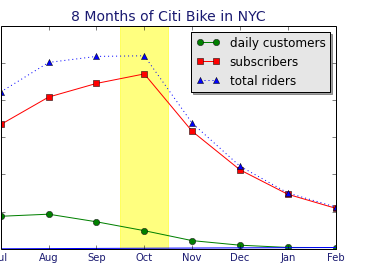 8 Months of Citi Bike in NYC
daily customers
subscribers
total riders
ul Aug Sep Oct Nov Dec Jan Feb